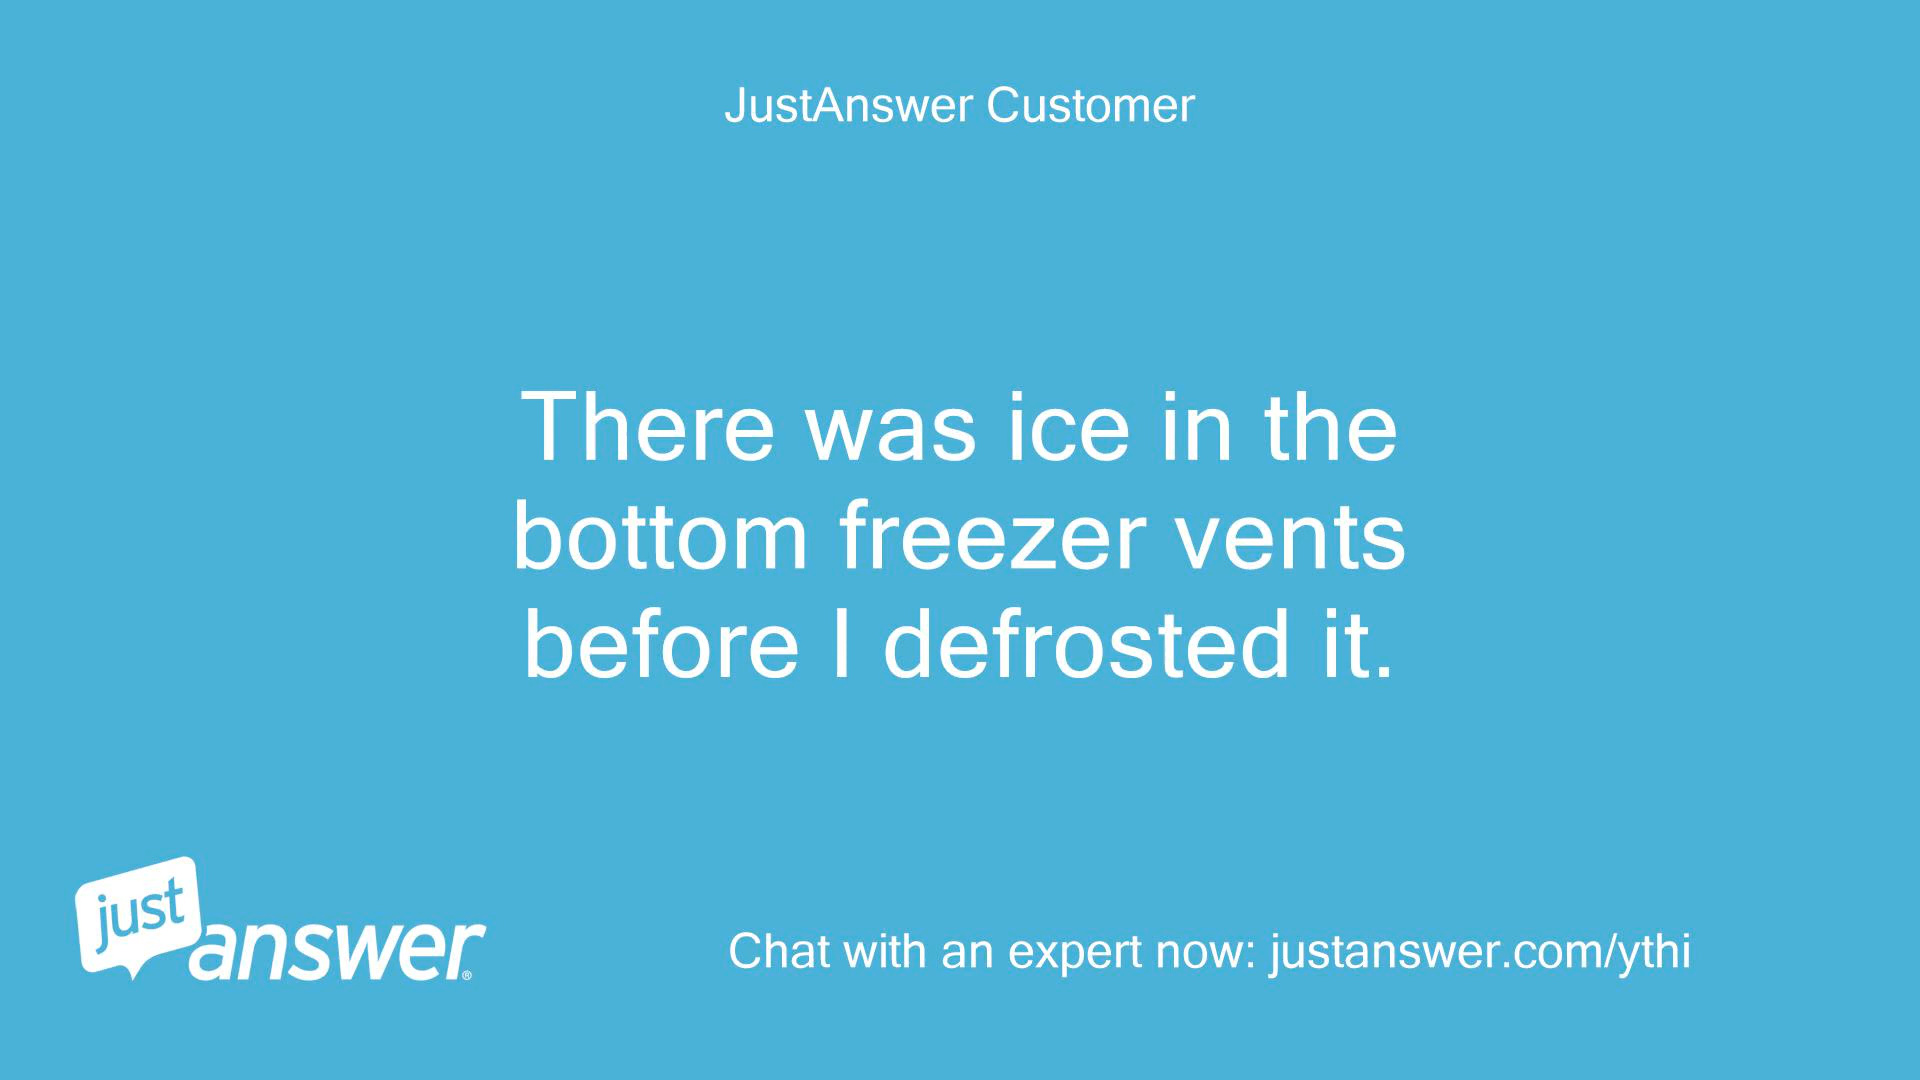 JustAnswer Customer
There was ice in the
bottom freezer vents
before I defrosted it.
just
answer®
Chat with an expert now: justanswer.com/ythi